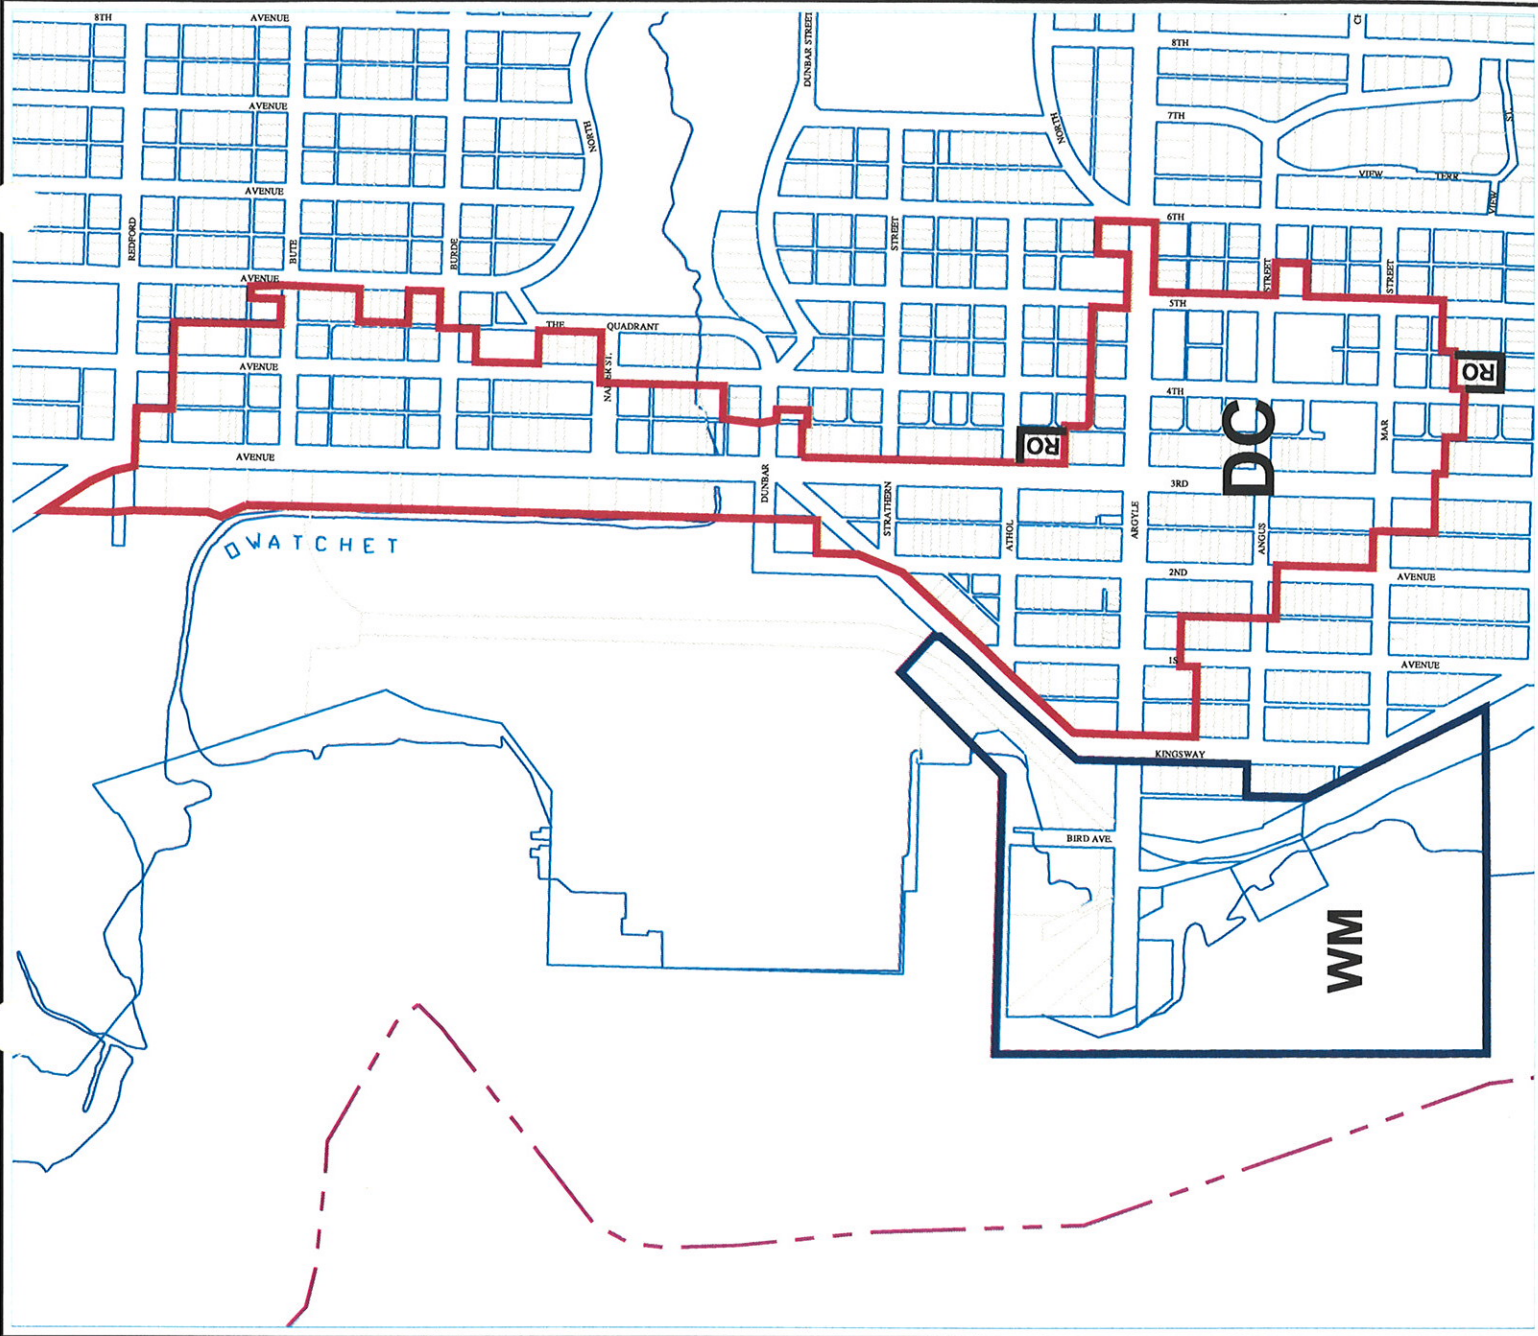 8TH
AVENUE
DUNBAR STREET
8TH
AVENUE
7TH
ST.
NORTH
NORTH
VIEW
TERR
AVENUE
VIEW
6TH
REDFORD
BUTE
BURDE
STREET
STREET
STREET
AVENUE
5TH
THE
QUADRANT
AVENUE
NAPIER ST.
RO
4TH
DC
MAR
RO
AVENUE
DUNBAR
3RD
STRATHERN
ATHOL
ARGYLE
ANGUS
WATCHET
2ND
AVENUE
AVENUE
KINGSWAY
BIRD AVE.
WM